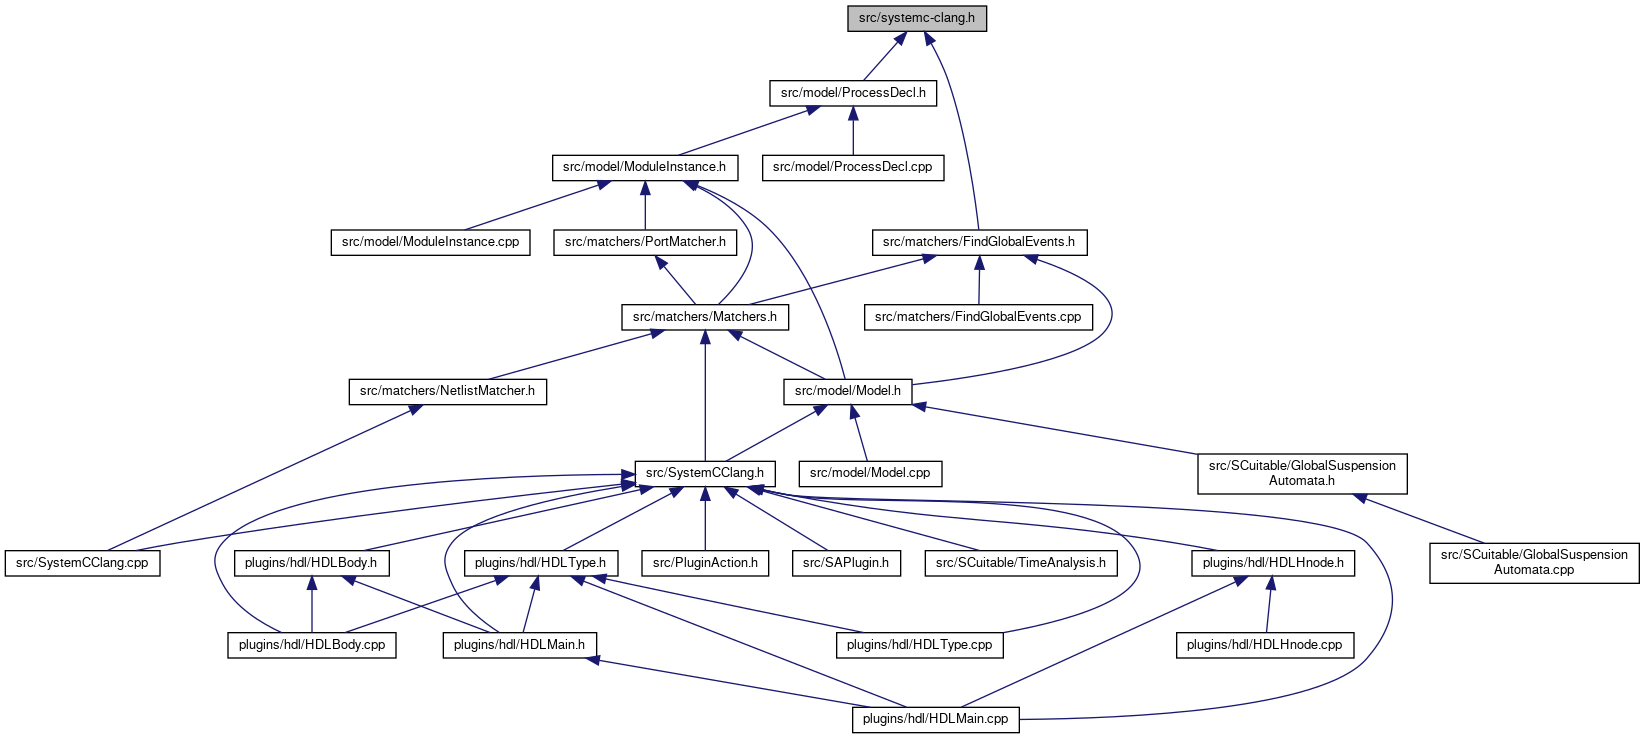 src/systemc-clang.h
src/model/ProcessDecl.h
src/model/ModuleInstance.h
src/model/ProcessDecl.cpp
src/model/ModuleInstance.cpp
src/matchers/PortMatcher.h
src/matchers/FindGlobalEvents.h
src/matchers/Matchers.h
src/matchers/FindGlobalEvents.cpp
src/matchers/NetlistMatcher.h
src/model/Model.h
src/SystemCClang.h
src/model/Model.cpp
src/SCuitable/GlobalSuspension
Automata.h
src/SystemCClang.cpp
plugins/hdl/HDLBody.h
plugins/hdl/HDLType.h
src/PluginAction.h
src/SAPlugin.h
src/SCuitable/TimeAnalysis.h
plugins/hdl/HDLHnode.h
src/SCuitable/GlobalSuspension
Automata.cpp
plugins/hdl/HDLBody.cpp
plugins/hdl/HDLMain.h
plugins/hdl/HDLType.cpp
plugins/hdl/HDLHnode.cpp
plugins/hdl/HDLMain.cpp